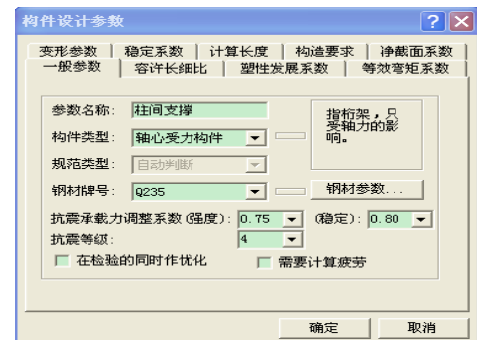 构件设计参数
变形参数 稳定系数 计算长度 构造要求 净截面系数
一般参数 容许长细比 塑性发展系数 等效弯矩系数
参数名称: 柱间支撑
指桁架，只
受轴力的影
响。
构件类型: 轴心受力构件
规范类型: 自动判断
钢材牌号: Q235 钢材参数...
抗震承载力调整系数(强度): 0.75 (稳定): 0.80
抗震等级: 4
在检验的同时作优化 需要计算疲劳
确定 取消